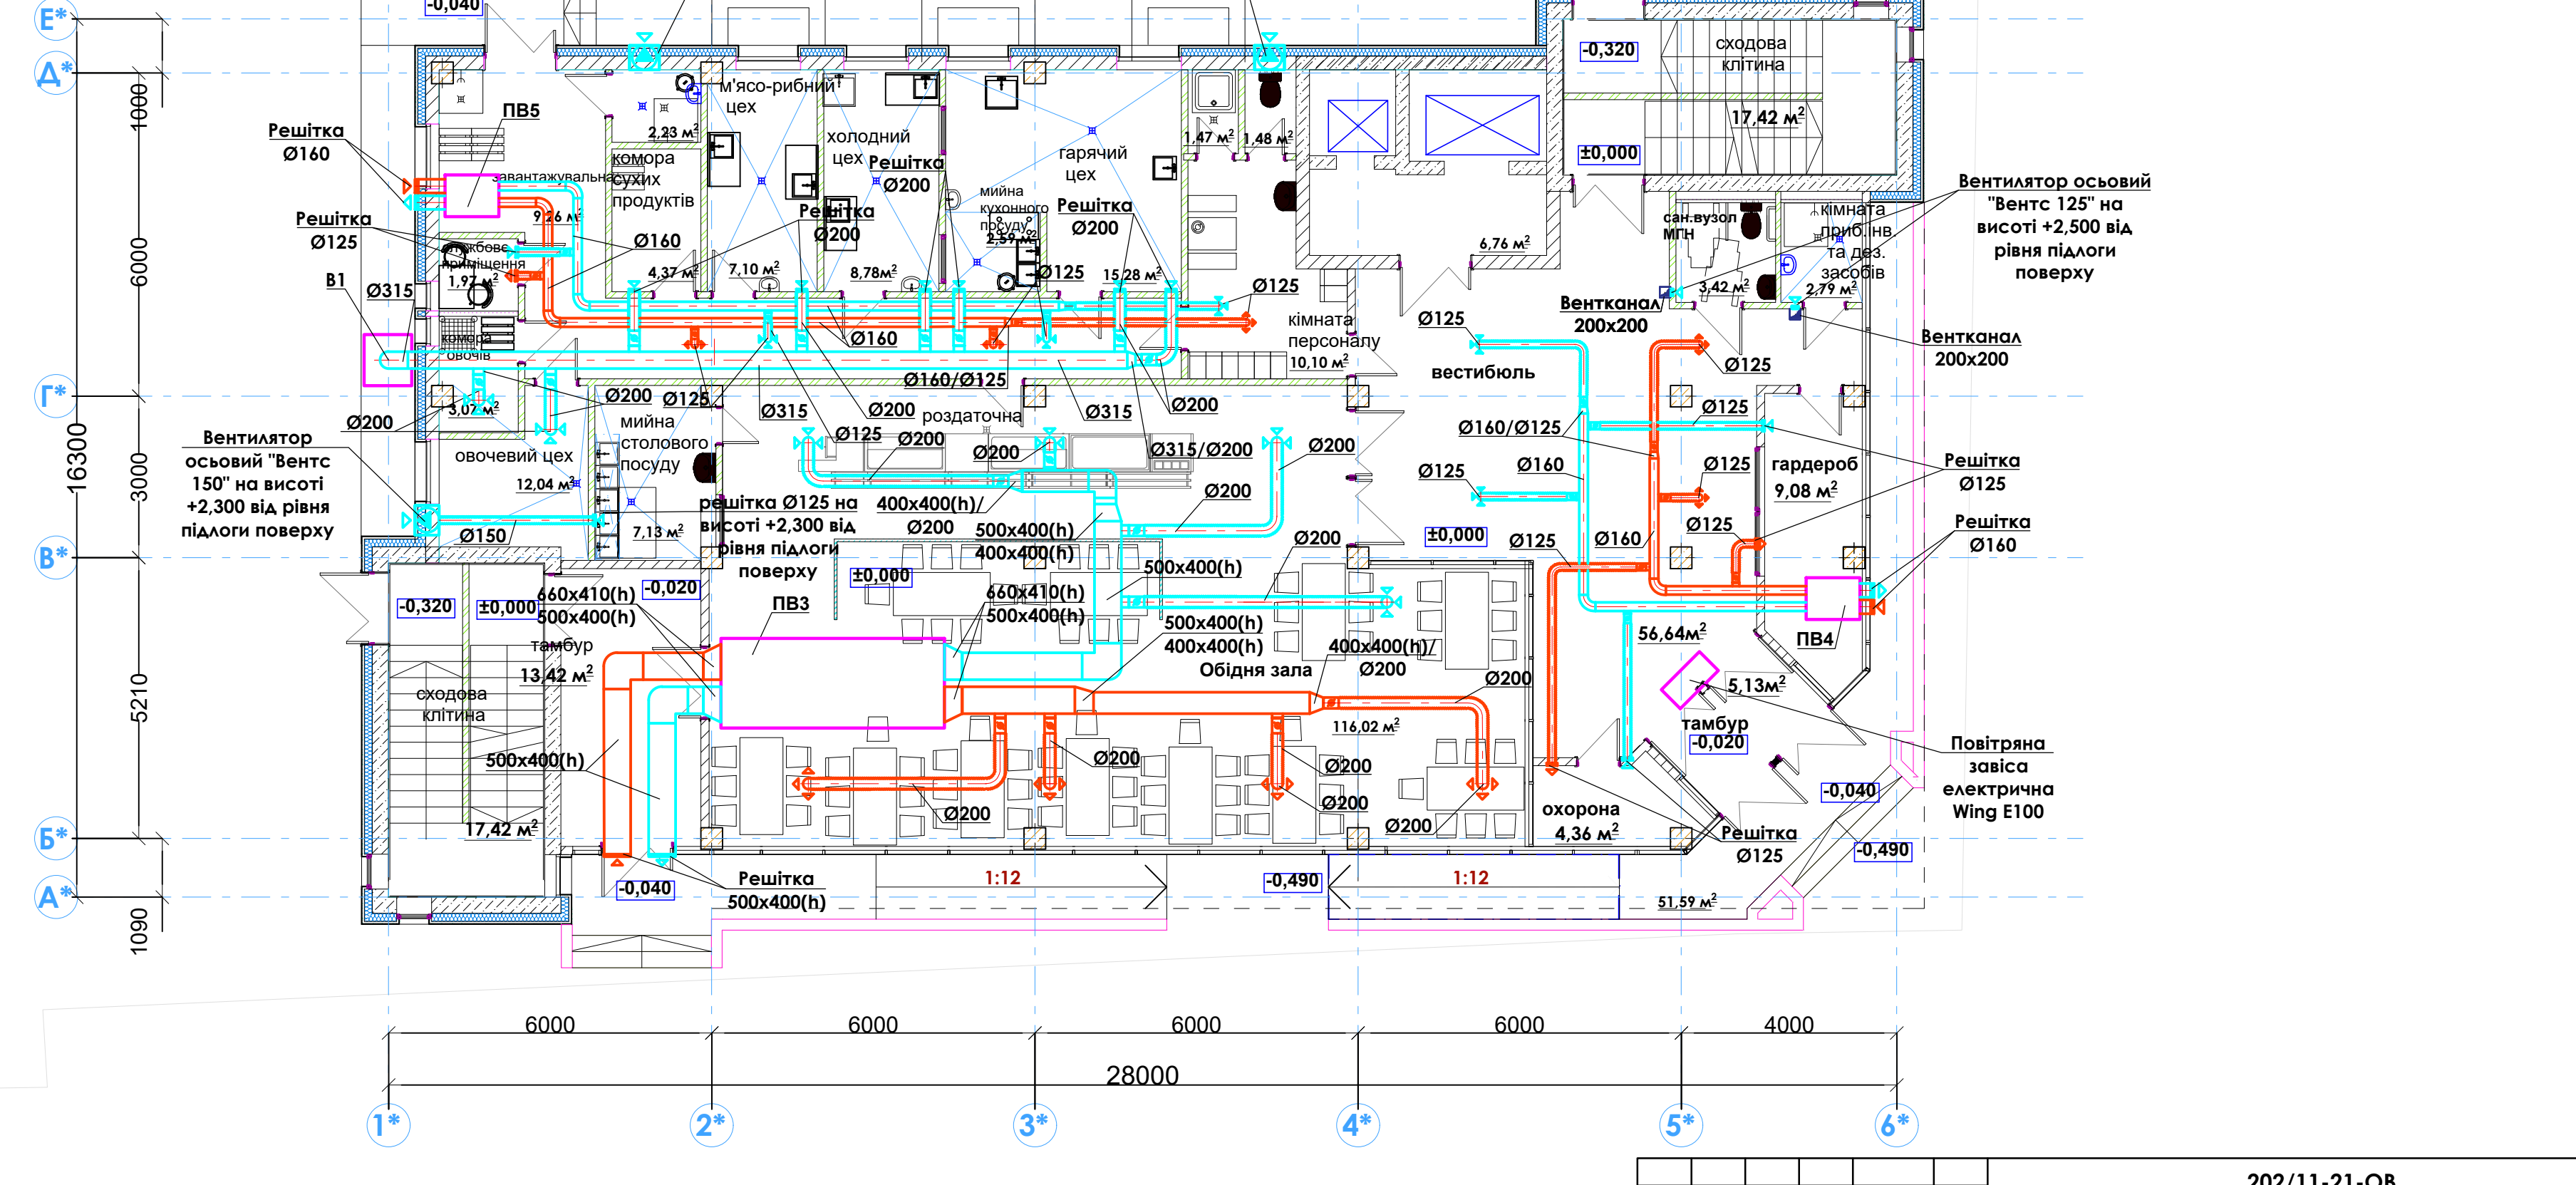 -0,040
Е*
Д*
Г*
В*
Б*
А*
1000
6000
3000
5210
1090
16300
Решітка
Ø160
ПВ5
Решітка
Ø125
В1
Ø315
Ø200
Вентилятор
осьовий "Вентс
150" на висоті
+2,300 від рівня
підлоги поверху
завантажувальна
9,26 м²
приміщення
1,97 м²
комора
овочів
3,07 м²
2,23 м²
комора
сухих
продуктів
4,37 м²
м'ясо-рибний
цех
7,10 м²
холодний
цех
8,78м²
Решітка
Ø200
Решітка
Ø200
мийна
кухонного
посуду
2,59 м²
гарячий
цех
Решітка
Ø200
15,28 м²
Ø125
1,47 м²
1,48 м²
Ø160
Ø160
Ø125
кімната
персоналу
10,10 м²
6,76 м²
-0,320
сходова
клітина
17,42 м²
±0,000
сан.вузол
МГН
3,42 м²
кімната
приб.інв.
та дез.
засобів
2,79 м²
Вентилятор осьовий
"Вентс 125" на
висоті +2,500 від
рівня підлоги
поверху
Вентканал
200х200
Вентканал
200х200
Ø200
Ø125
мийна
столового
посуду
7,13 м²
овочевий цех
12,04 м²
Ø150
Ø315
Ø200
Ø160/Ø125
роздаточна
Ø315
Ø200
Ø125
Ø200
Ø200
Ø315/Ø200
Ø200
решітка Ø125 на
висоті +2,300 від
рівня підлоги
поверху
400х400(h)/
Ø200
500х400(h)
400х400(h)
Ø200
Ø200
500х400(h)
±0,000
ПВ3
660х410(h)
500х400(h)
500х400(h)
400х400(h)
Обідня зала
400х400(h)/
Ø200
116,02 м²
Ø200
Ø200
Ø200
Ø200
Ø200
Ø200
вестибюль
Ø125
Ø125
Ø125
Ø160/Ø125
Ø125
Ø160
Ø125
Ø125
Ø125
Ø160
±0,000
гардероб
9,08 м²
Решітка
Ø125
Решітка
Ø160
ПВ4
56,64м²
5,13м²
тамбур
-0,020
-0,040
-0,490
Повітряна
завіса
електрична
Wing E100
охорона
4,36 м²
Решітка
Ø125
-0,320
±0,000
-0,020
660х410(h)
500х400(h)
тамбур
13,42 м²
сходова
клітина
500х400(h)
17,42 м²
-0,040
Решітка
500х400(h)
1:12
-0,490
1:12
51,59 м²
6000
6000
6000
6000
4000
28000
1*
2*
3*
4*
5*
6*
202/11-21-ОВ